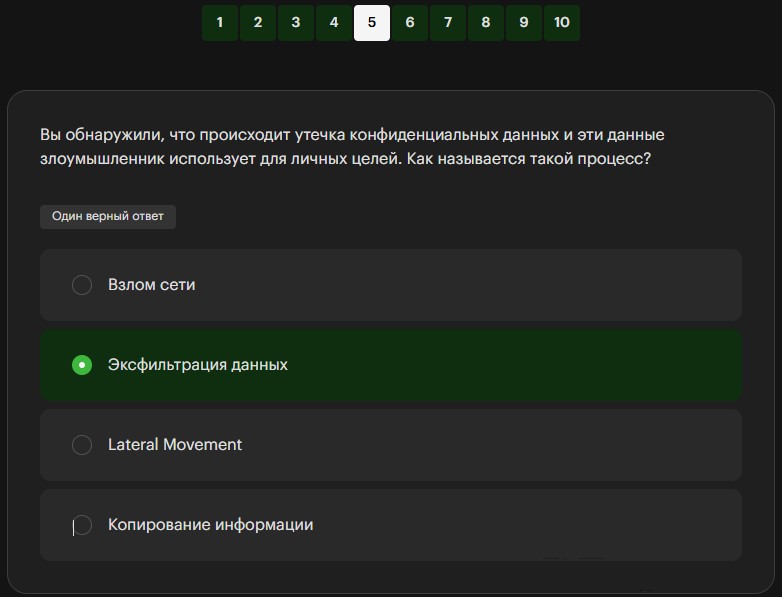 1 2 3 4 5 6 7 8 9 10
Вы обнаружили, что происходит утечка конфиденциальных данных и эти данные
злоумышленник использует для личных целей. Как называется такой процесс?
Один верный ответ
Взлом сети
Эксфильтрация данных
Lateral Movement
Копирование информации